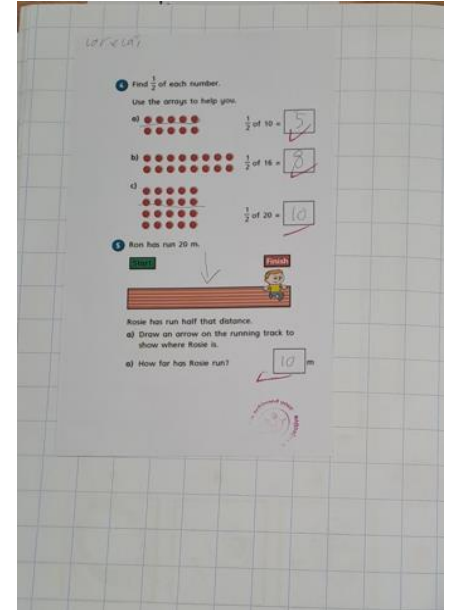 4 Find 1/2 of each number.
Use the arrays to help you.
a)
1/2 of 10 = 5
b)
1/2 of 16 = 8
c)
1/2 of 20 = 10
5 Ron has run 20 m.
Start
Finish
Rosie has run half that distance.
a) Draw an arrow on the running track to
show where Rosie is.
a) How far has Rosie run?
10 m